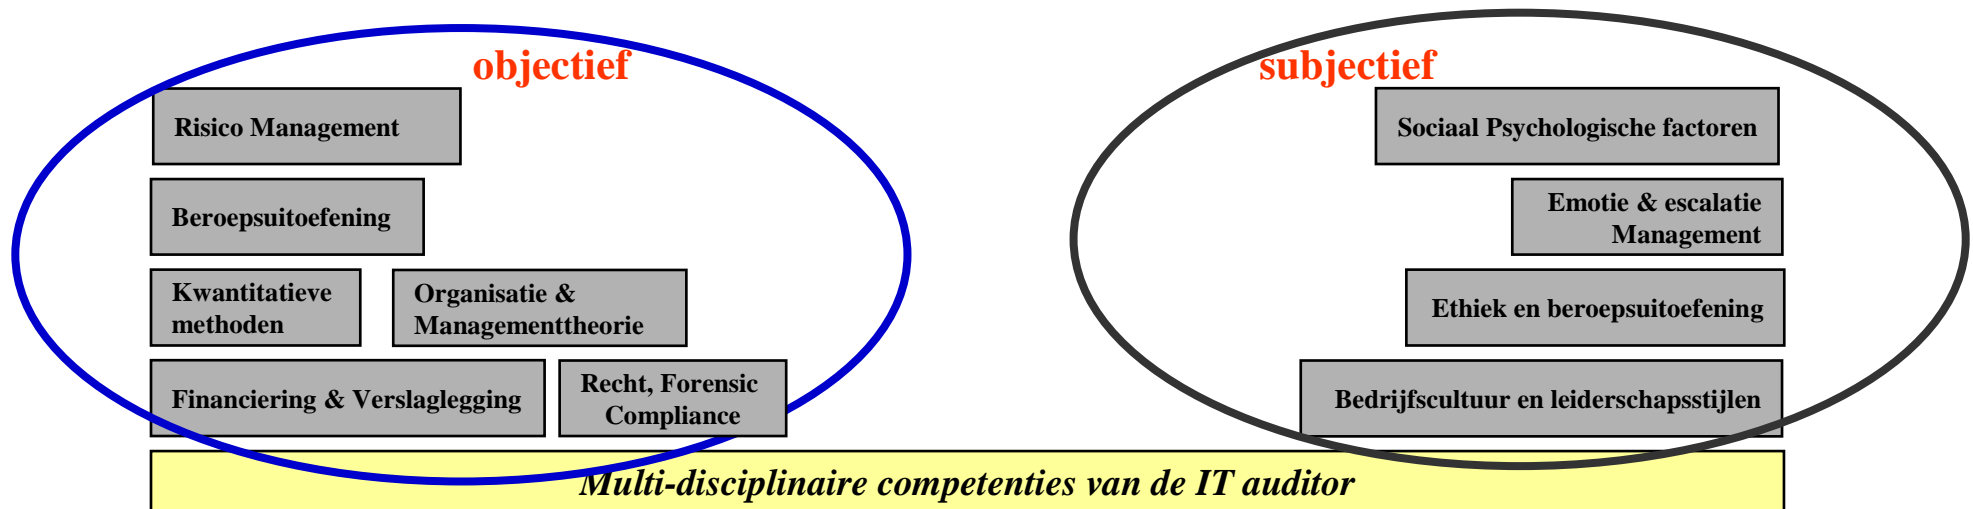 objectief
subjectief
Risico Management
Sociaal Psychologische factoren
Beroepsuitoefening
Emotie & escalatie
Management
Kwantitatieve
methoden
Organisatie &
Managementtheorie
Ethiek en beroepsuitoefening
Financiering & Verslaglegging
Recht, Forensic
Compliance
Bedrijfscultuur en leiderschapsstijlen
Multi-disciplinaire competenties van de IT auditor